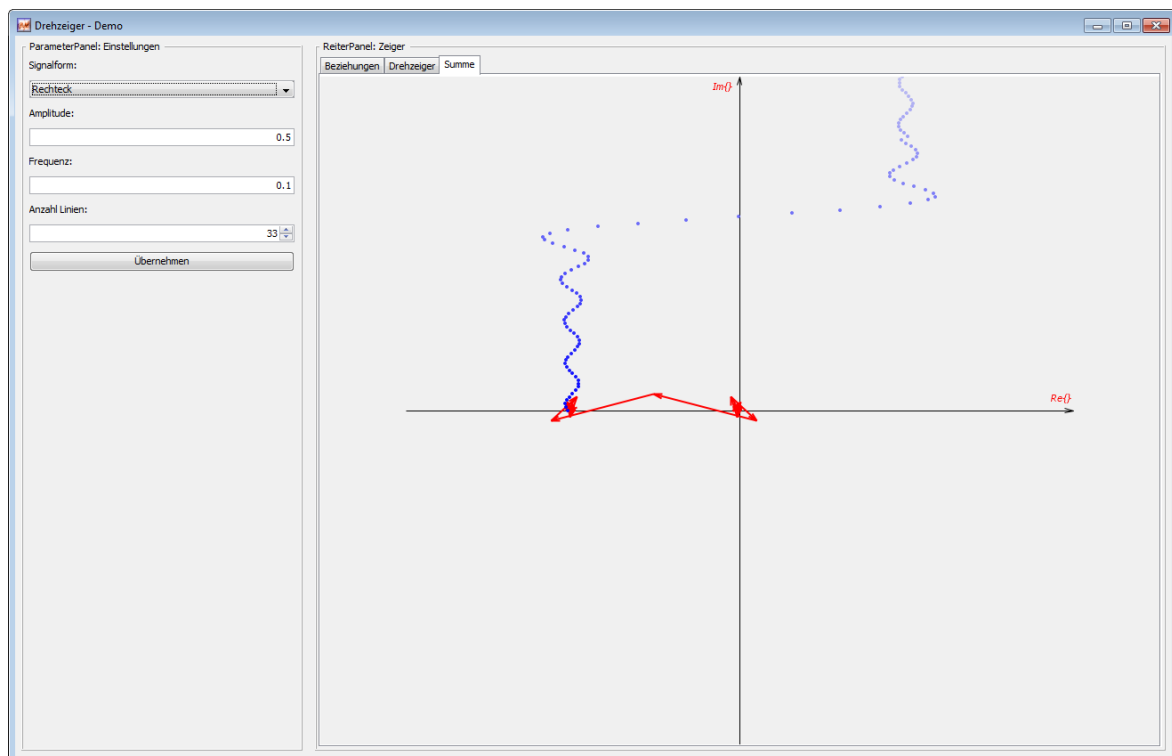 Drehzeiger - Demo
ParameterPanel: Einstellungen
Signalform:
Rechteck
Amplitude:
0.5
Frequenz:
0.1
Anzahl Linien:
33
Übernehmen
ReiterPanel: Zeiger
Beziehungen Drehzeiger Summe
Im{}
Re{}